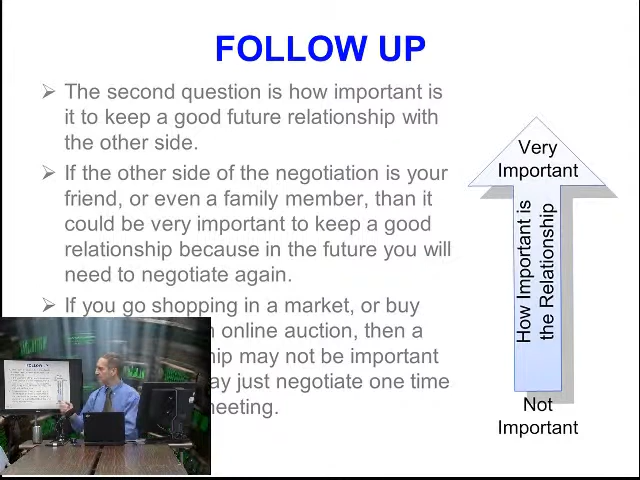 FOLLOW UP
The second question is how important is
it to keep a good future relationship with
the other side.
If the other side of the negotiation is your
friend, or even a family member, than it
could be very important to keep a good
relationship because in the future you will
need to negotiate again.
If you go shopping in a market, or buy
online auction, then a
may not be important
just negotiate one time
Very
Important
How Important is
the Relationship
Not
Important